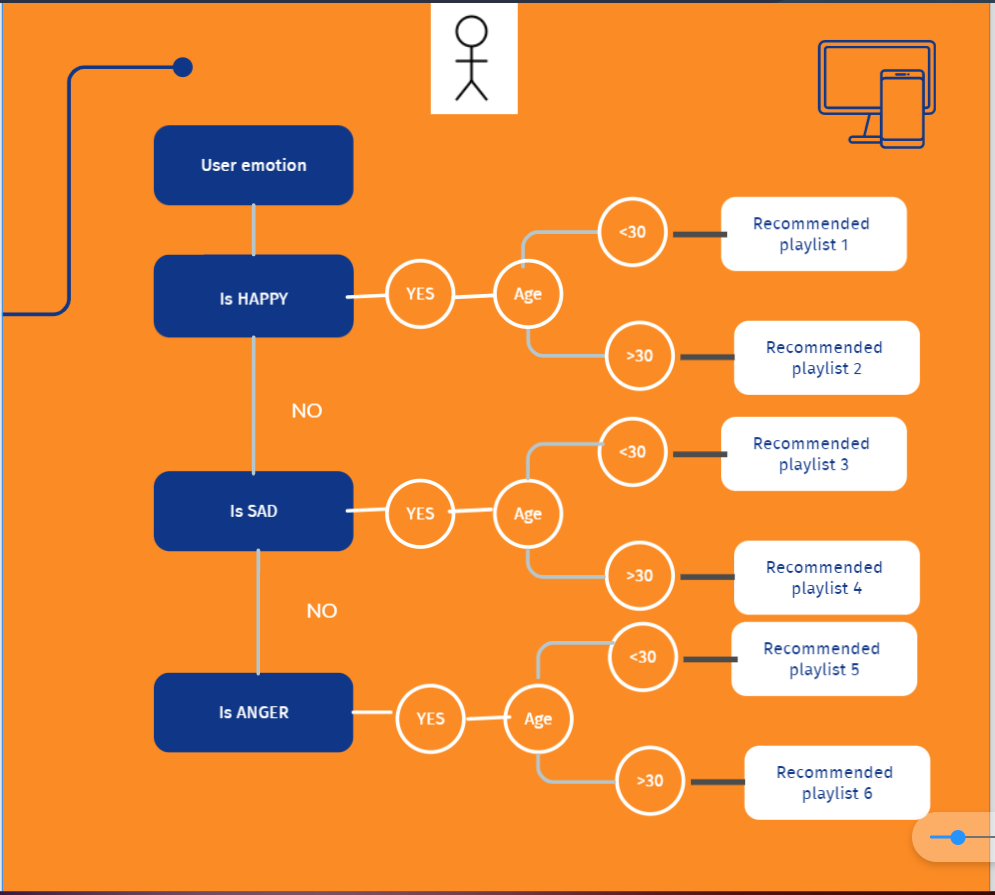 User emotion
Is HAPPY
YES
Age
<30
Recommended
playlist 1
>30
Recommended
playlist 2
NO
Is SAD
YES
Age
<30
Recommended
playlist 3
>30
Recommended
playlist 4
NO
Is ANGER
YES
Age
<30
Recommended
playlist 5
>30
Recommended
playlist 6